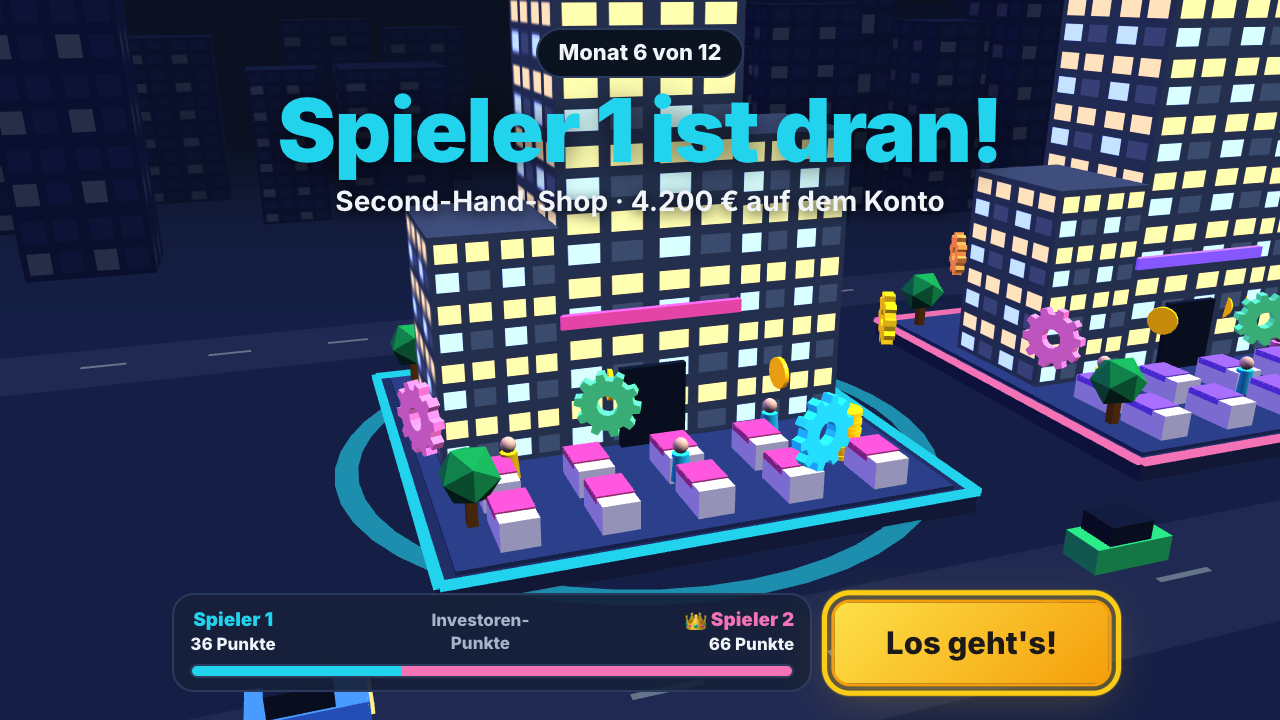 Monat 6 von 12
Spieler 1 ist dran!
Second-Hand-Shop · 4.200 € auf dem Konto
Spieler 1
36 Punkte
Investoren-
Punkte
👑 Spieler 2
66 Punkte
Los geht's!